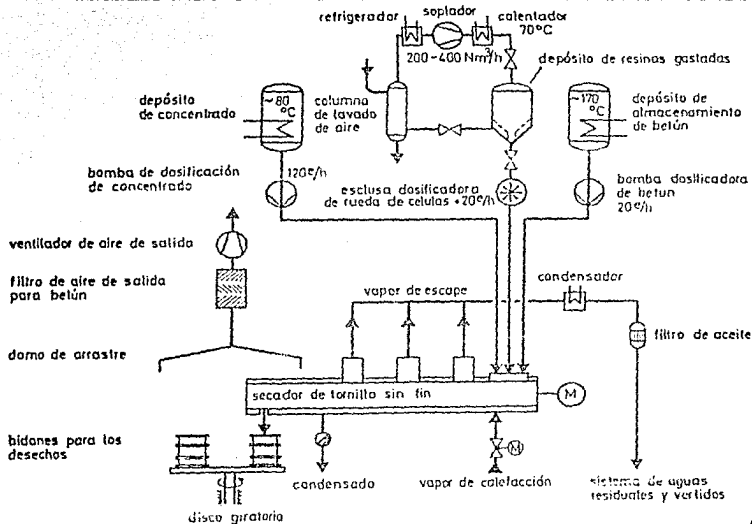 refrigerador
soplador
calentador
70°C
200-400 Nm³/h
depósito de resinas gastadas
depósito
de concentrado
~80
°C
columna
de lavado
de aire
~170
°C
depósito de
almacenamiento
de betún
bomba de dosificación
de concentrado
120e/h
esclusa dosificadora
de rueda de celulas +20e/h
bomba dosificadora
de betun
20e/h
ventilador de aire de salida
filtro de aire de salida
para betún
vapor de escape
condensador
filtro de aceite
domo de arrastre
secador de tornillo sin fin
M
bidones para los
desechos
M
condensado
vapor de calefacción
sistema de aguas
residuales y vertidos
disco giratorio